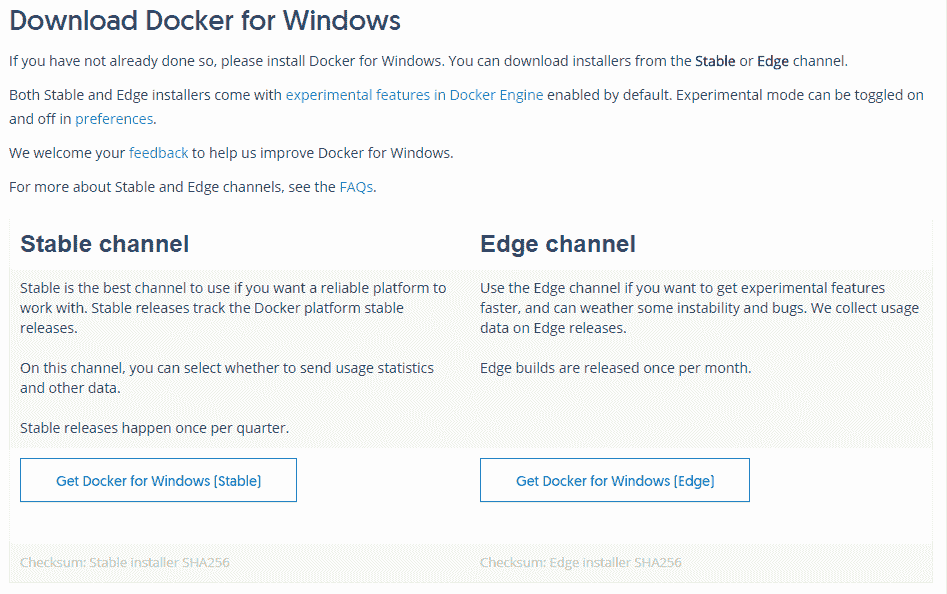 Download Docker for Windows
If you have not already done so, please install Docker for Windows. You can download installers from the Stable or Edge channel.
Both Stable and Edge installers come with experimental features in Docker Engine enabled by default. Experimental mode can be toggled on
and off in preferences.
We welcome your feedback to help us improve Docker for Windows.
For more about Stable and Edge channels, see the FAQs.
Stable channel
Stable is the best channel to use if you want a reliable platform to
work with. Stable releases track the Docker platform stable
releases.
On this channel, you can select whether to send usage statistics
and other data.
Stable releases happen once per quarter.
Get Docker for Windows [Stable]
Checksum: Stable installer SHA256
Edge channel
Use the Edge channel if you want to get experimental features
faster, and can weather some instability and bugs. We collect usage
data on Edge releases.
Edge builds are released once per month.
Get Docker for Windows [Edge]
Checksum: Edge installer SHA256